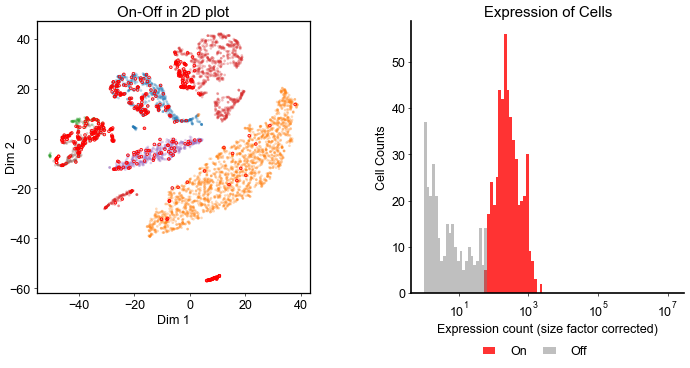 On-Off in 2D plot
Dim 2
40
20
0
−20
−40
−60
−40
−20
0
20
40
Dim 1
Expression of Cells
Cell Counts
50
40
30
20
10
0
10^1
10^3
10^5
10^7
Expression count (size factor corrected)
On
Off